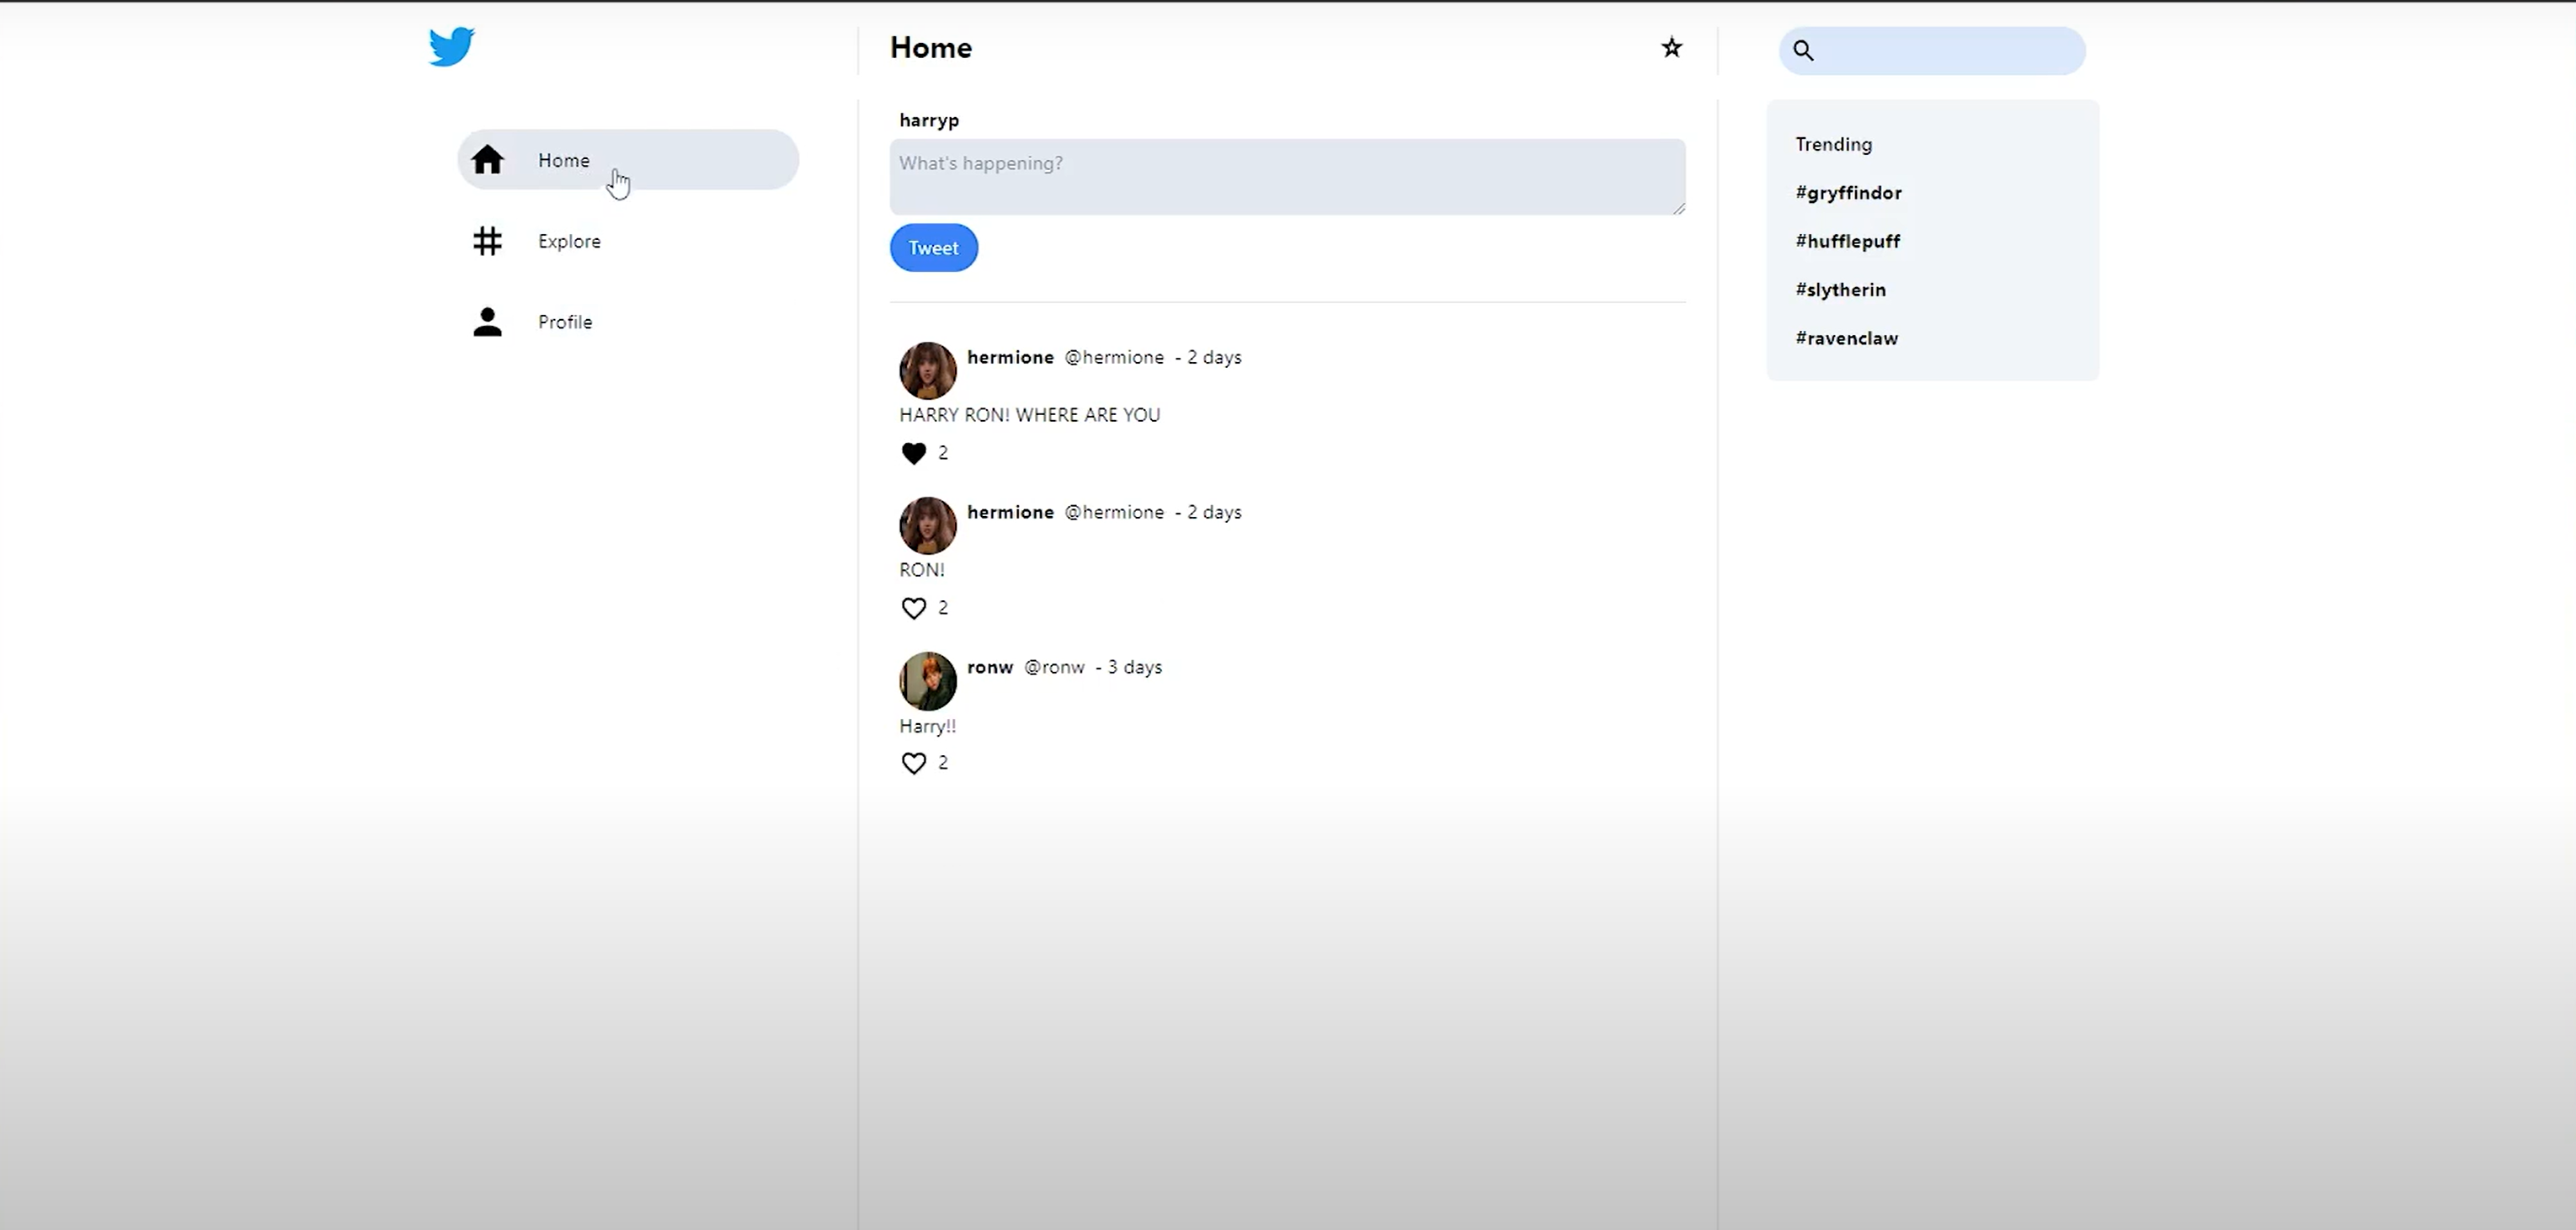 Home
Home
Explore
Profile
harryp
What's happening?
Tweet
hermione @hermione - 2 days
HARRY RON! WHERE ARE YOU
2
hermione @hermione - 2 days
RON!
2
ronw @ronw - 3 days
Harry!!
2
Trending
#gryffindor
#hufflepuff
#slytherin
#ravenclaw